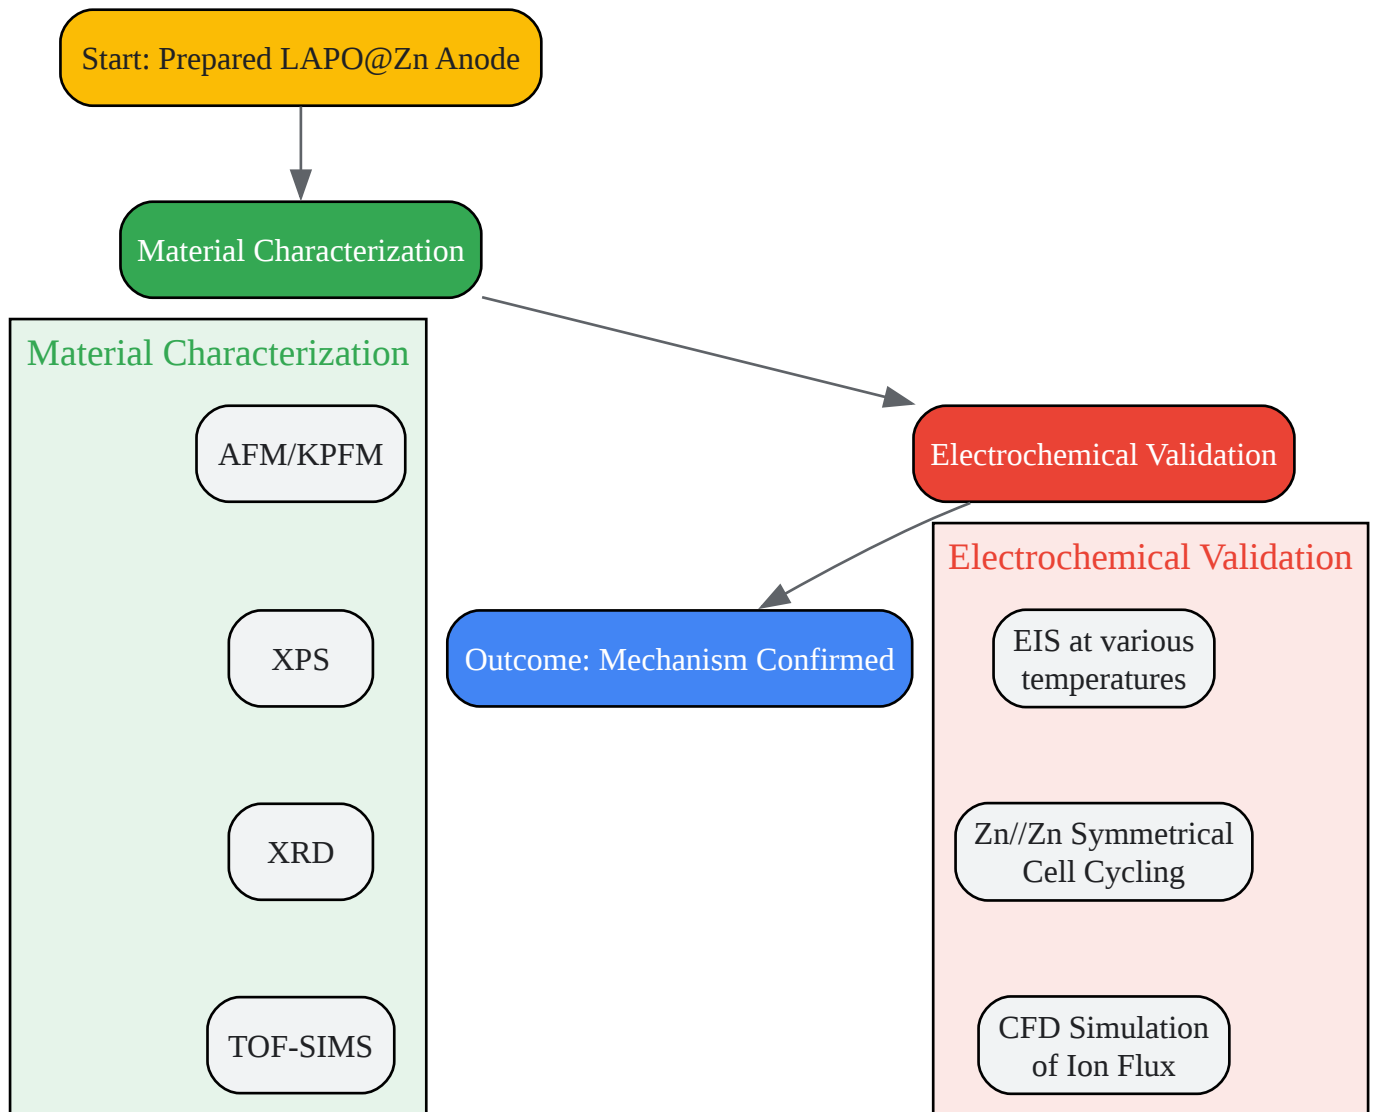 Start: Prepared LAPO@Zn Anode
Material Characterization
Material Characterization
AFM/KPFM
XPS
XRD
TOF-SIMS
Electrochemical Validation
Outcome: Mechanism Confirmed
Electrochemical Validation
EIS at various
temperatures
Zn//Zn Symmetrical
Cell Cycling
CFD Simulation
of Ion Flux